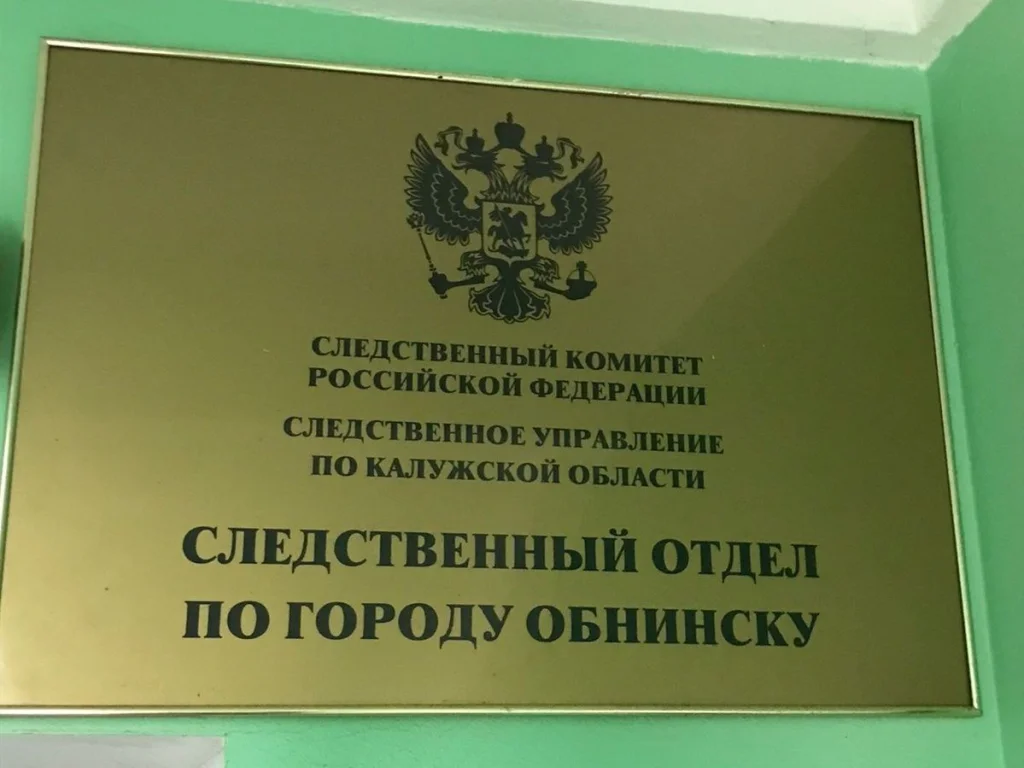 СЛЕДСТВЕННЫЙ КОМИТЕТ
РОССИЙСКОЙ ФЕДЕРАЦИИ
СЛЕДСТВЕННОЕ УПРАВЛЕНИЕ
ПО КАЛУЖСКОЙ ОБЛАСТИ
СЛЕДСТВЕННЫЙ ОТДЕЛ
ПО ГОРОДУ ОБНИНСКУ